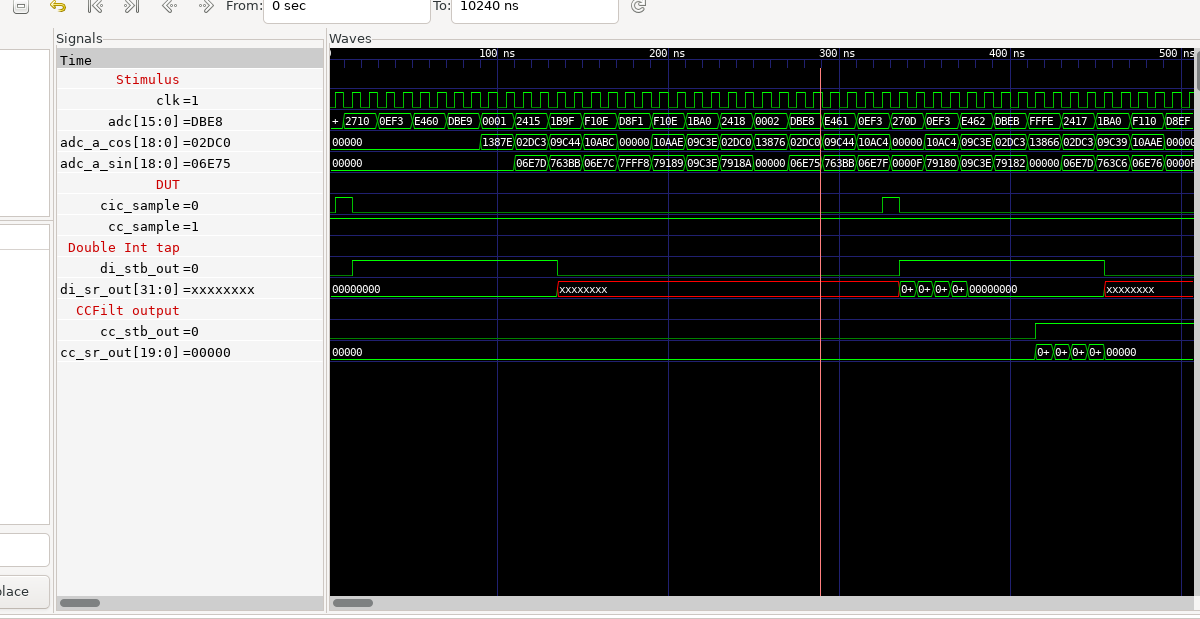 From: 0 sec To: 10240 ns
Signals Waves
Time 100 ns 200 ns 300 ns 400 ns 500 ns
Stimulus
clk =1
adc[15:0] =DBE8 + 2710 0EF3 E460 DBE9 0001 2415 1B9F F10E D8F1 F10E 1BA0 2418 0002 DBE8 E461 0EF3 270D 0EF3 E462 DBEB FFFE 2417 1BA0 F110 D8EF
adc_a_cos[18:0] =02DC0 00000 1387E 02DC3 09C44 10ABC 00000 10AAE 09C3E 02DC0 13876 02DC0 09C44 10AC4 00000 10AC4 09C3E 02DC3 13866 02DC3 09C39 10AAE 00000
adc_a_sin[18:0] =06E75 00000 06E7D 763BB 06E7C 7FFF8 79189 09C3E 7918A 00000 06E75 763BB 06E7F 0000F 79180 09C3E 79182 00000 06E7D 763C6 06E76 0000F
DUT
cic_sample =0
cc_sample =1
Double Int tap
di_stb_out =0
di_sr_out[31:0] =xxxxxxxx 00000000 xxxxxxxx 0+ 0+ 0+ 0+ 00000000 xxxxxxxx
CCFilt output
cc_stb_out =0
cc_sr_out[19:0] =00000 00000 0+ 0+ 0+ 0+ 00000
lace